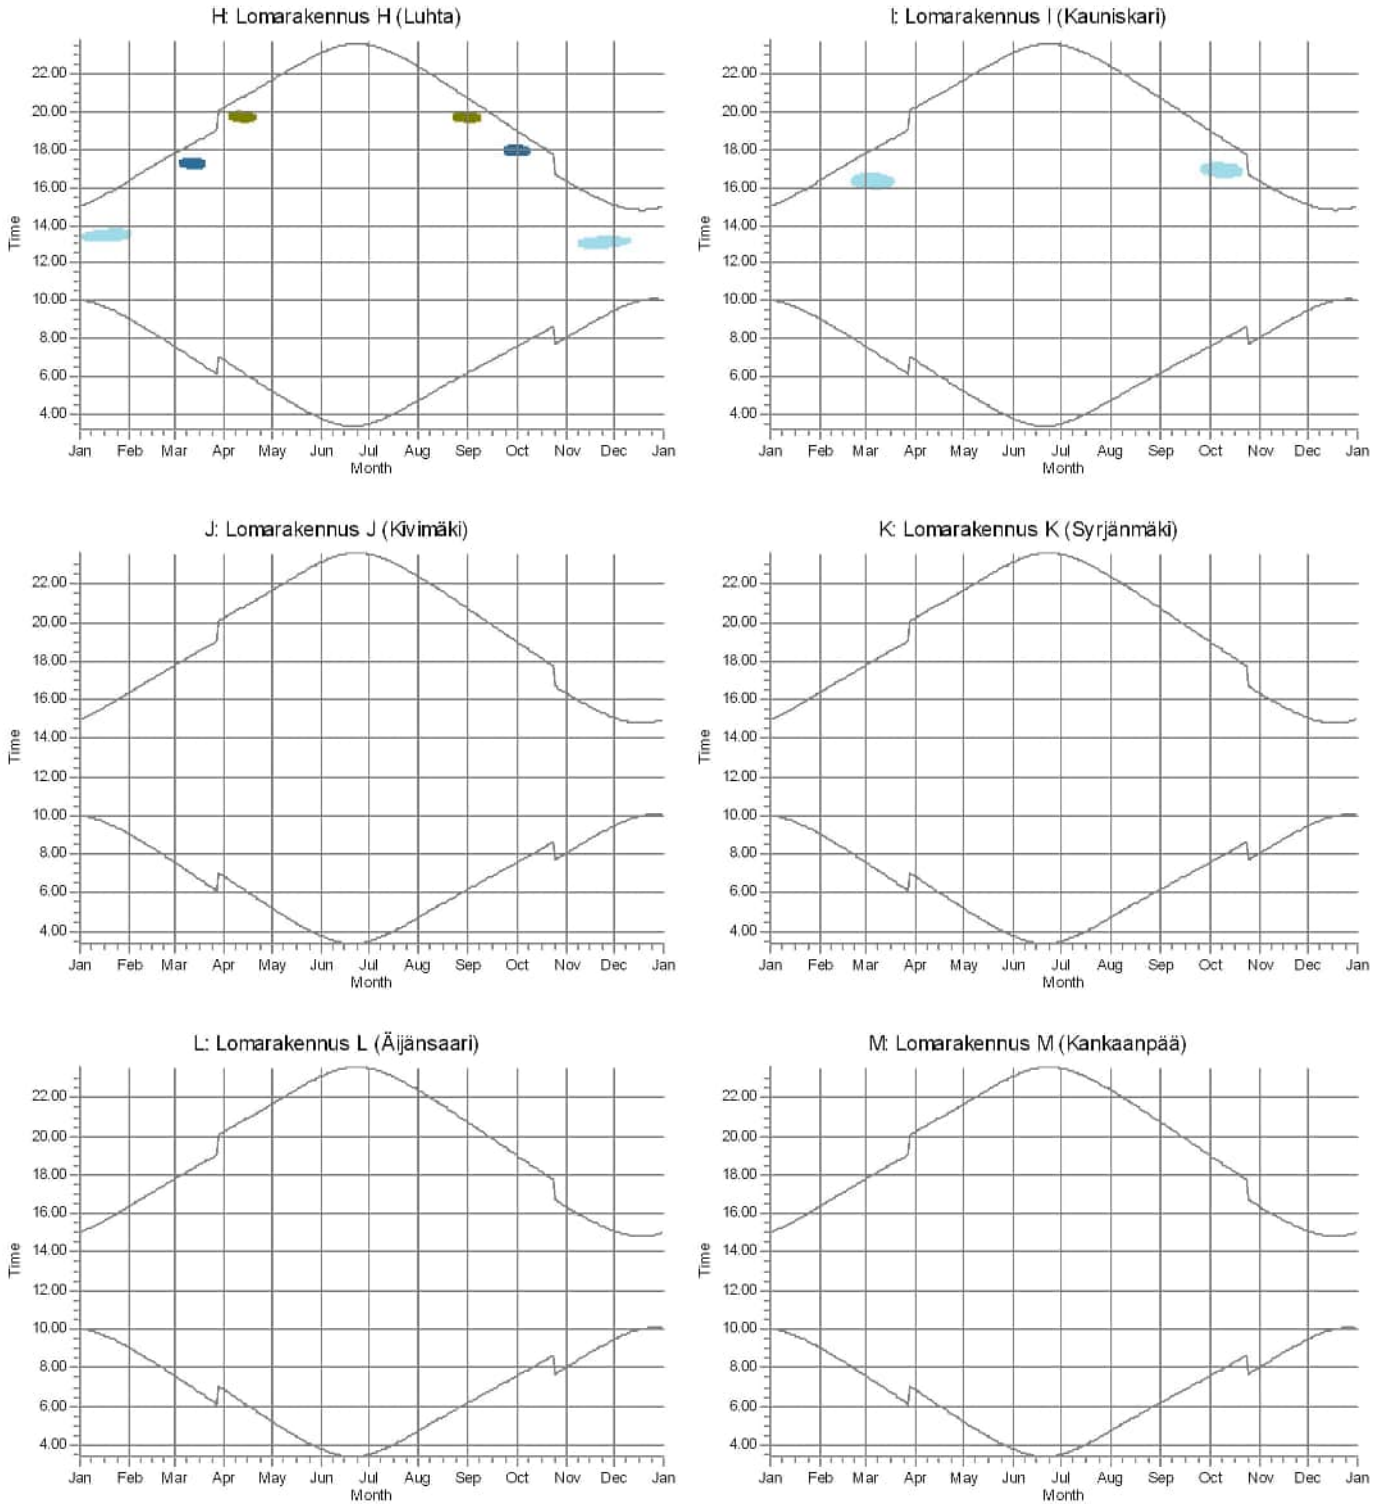 H: Lomarakennus H (Luhta)
22.00
20.00
18.00
16.00
14.00
12.00
10.00
8.00
6.00
4.00
Time
Jan Feb Mar Apr May Jun Jul Aug Sep Oct Nov Dec Jan
Month
I: Lomarakennus I (Kauniskari)
22.00
20.00
18.00
16.00
14.00
12.00
10.00
8.00
6.00
4.00
Time
Jan Feb Mar Apr May Jun Jul Aug Sep Oct Nov Dec Jan
Month
J: Lomarakennus J (Kivimäki)
22.00
20.00
18.00
16.00
14.00
12.00
10.00
8.00
6.00
4.00
Time
Jan Feb Mar Apr May Jun Jul Aug Sep Oct Nov Dec Jan
Month
K: Lomarakennus K (Syrjänmäki)
22.00
20.00
18.00
16.00
14.00
12.00
10.00
8.00
6.00
4.00
Time
Jan Feb Mar Apr May Jun Jul Aug Sep Oct Nov Dec Jan
Month
L: Lomarakennus L (Äijänsaari)
22.00
20.00
18.00
16.00
14.00
12.00
10.00
8.00
6.00
4.00
Time
Jan Feb Mar Apr May Jun Jul Aug Sep Oct Nov Dec Jan
Month
M: Lomarakennus M (Kankaanpää)
22.00
20.00
18.00
16.00
14.00
12.00
10.00
8.00
6.00
4.00
Time
Jan Feb Mar Apr May Jun Jul Aug Sep Oct Nov Dec Jan
Month